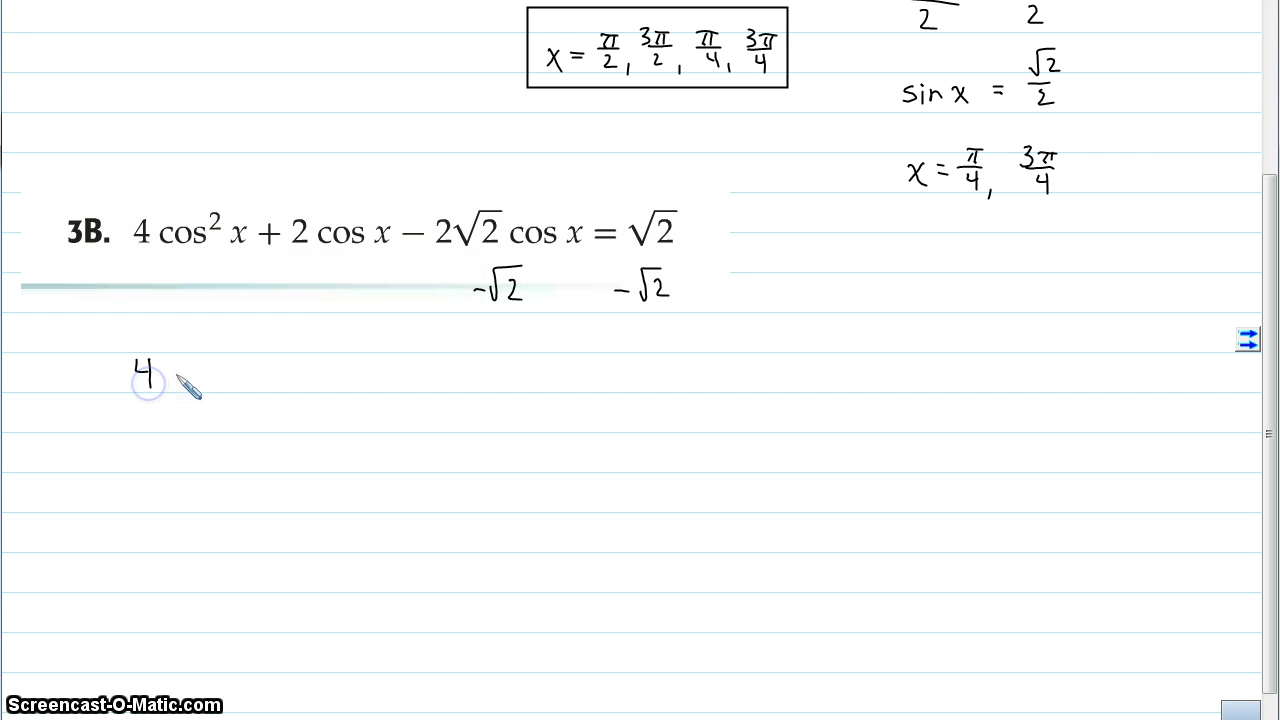 x = π/2, 3π/2, π/4, 3π/4
2 2
sin x = √2/2
x = π/4, 3π/4
3B. 4 cos² x + 2 cos x − 2√2 cos x = √2
-√2 -√2
4
Screencast-O-Matic.com